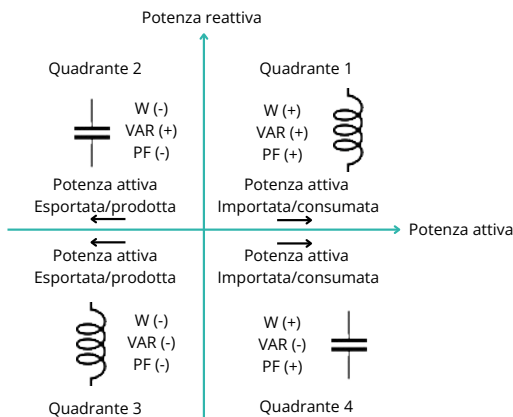 Potenza reattiva
Quadrante 2
Quadrante 1
W (-)
VAR (+)
PF (-)
W (+)
VAR (+)
PF (+)
Potenza attiva
Esportata/prodotta
Potenza attiva
Importata/consumata
Potenza attiva
Potenza attiva
Esportata/prodotta
Potenza attiva
Importata/consumata
W (-)
VAR (-)
PF (-)
W (+)
VAR (-)
PF (+)
Quadrante 3
Quadrante 4